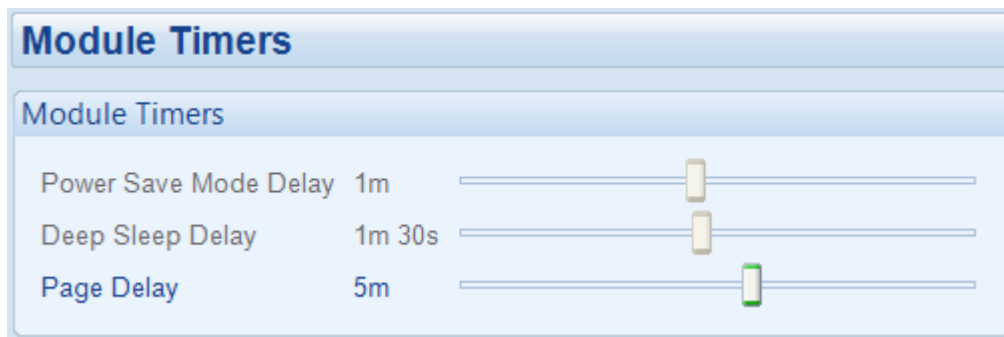 Module Timers
Module Timers
Power Save Mode Delay 1m
Deep Sleep Delay 1m 30s
Page Delay 5m